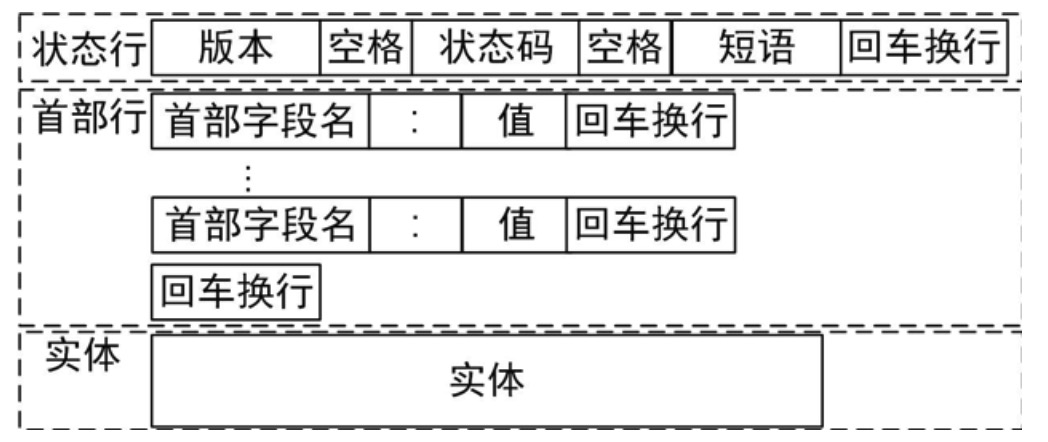 状态行 版本 空格 状态码 空格 短语 回车换行
首部行 首部字段名 : 值 回车换行
⋮
首部字段名 : 值 回车换行
回车换行
实体
实体